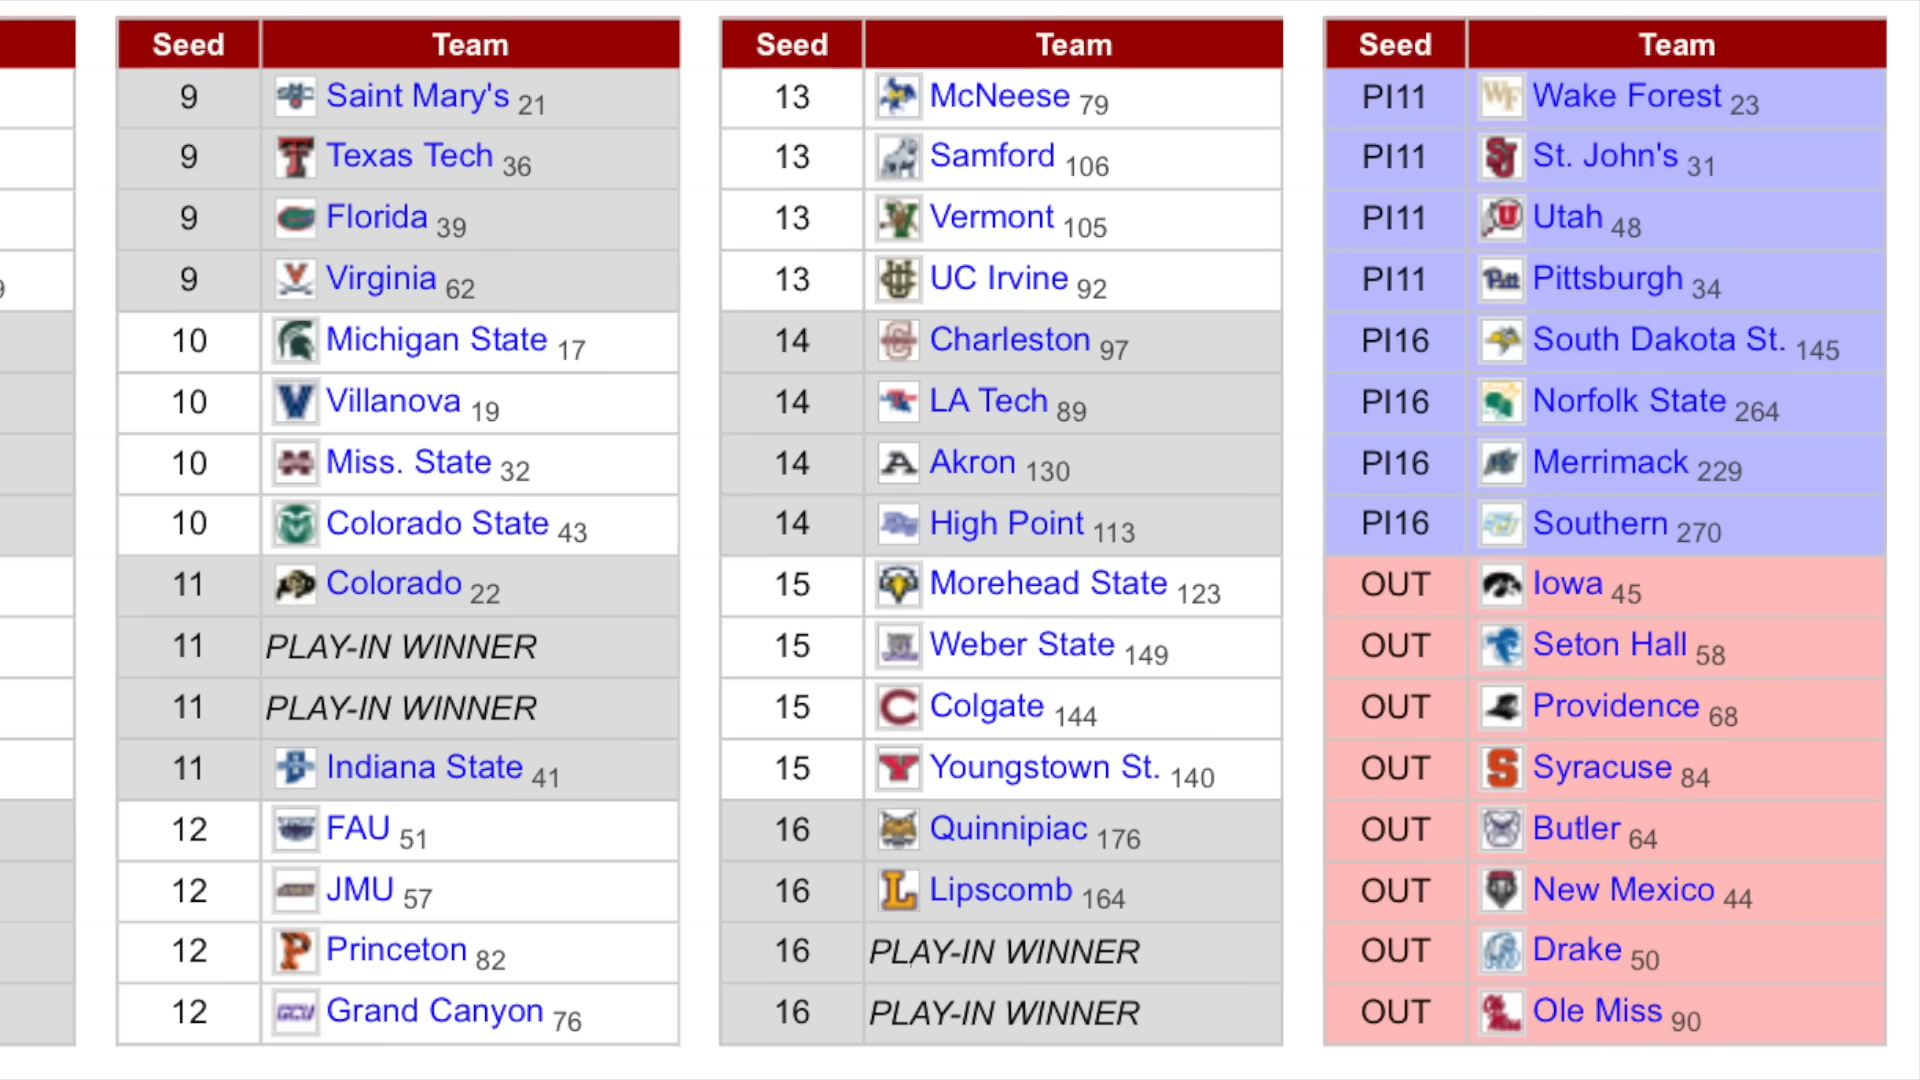 Seed Team
9 Saint Mary's 21
9 Texas Tech 36
9 Florida 39
9 Virginia 62
10 Michigan State 17
10 Villanova 19
10 Miss. State 32
10 Colorado State 43
11 Colorado 22
11 PLAY-IN WINNER
11 PLAY-IN WINNER
11 Indiana State 41
12 FAU 51
12 JMU 57
12 Princeton 82
12 Grand Canyon 76
Seed Team
13 McNeese 79
13 Samford 106
13 Vermont 105
13 UC Irvine 92
14 Charleston 97
14 LA Tech 89
14 Akron 130
14 High Point 113
15 Morehead State 123
15 Weber State 149
15 Colgate 144
15 Youngstown St. 140
16 Quinnipiac 176
16 Lipscomb 164
16 PLAY-IN WINNER
16 PLAY-IN WINNER
Seed Team
PI11 Wake Forest 23
PI11 St. John's 31
PI11 Utah 48
PI11 Pittsburgh 34
PI16 South Dakota St. 145
PI16 Norfolk State 264
PI16 Merrimack 229
PI16 Southern 270
OUT Iowa 45
OUT Seton Hall 58
OUT Providence 68
OUT Syracuse 84
OUT Butler 64
OUT New Mexico 44
OUT Drake 50
OUT Ole Miss 90